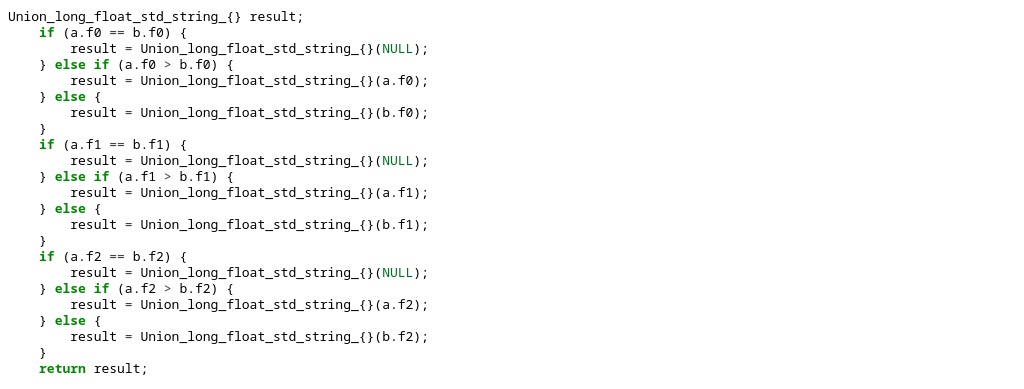 Union_long_float_std_string_{} result;
    if (a.f0 == b.f0) {
        result = Union_long_float_std_string_{}(NULL);
    } else if (a.f0 > b.f0) {
        result = Union_long_float_std_string_{}(a.f0);
    } else {
        result = Union_long_float_std_string_{}(b.f0);
    }
    if (a.f1 == b.f1) {
        result = Union_long_float_std_string_{}(NULL);
    } else if (a.f1 > b.f1) {
        result = Union_long_float_std_string_{}(a.f1);
    } else {
        result = Union_long_float_std_string_{}(b.f1);
    }
    if (a.f2 == b.f2) {
        result = Union_long_float_std_string_{}(NULL);
    } else if (a.f2 > b.f2) {
        result = Union_long_float_std_string_{}(a.f2);
    } else {
        result = Union_long_float_std_string_{}(b.f2);
    }
    return result;